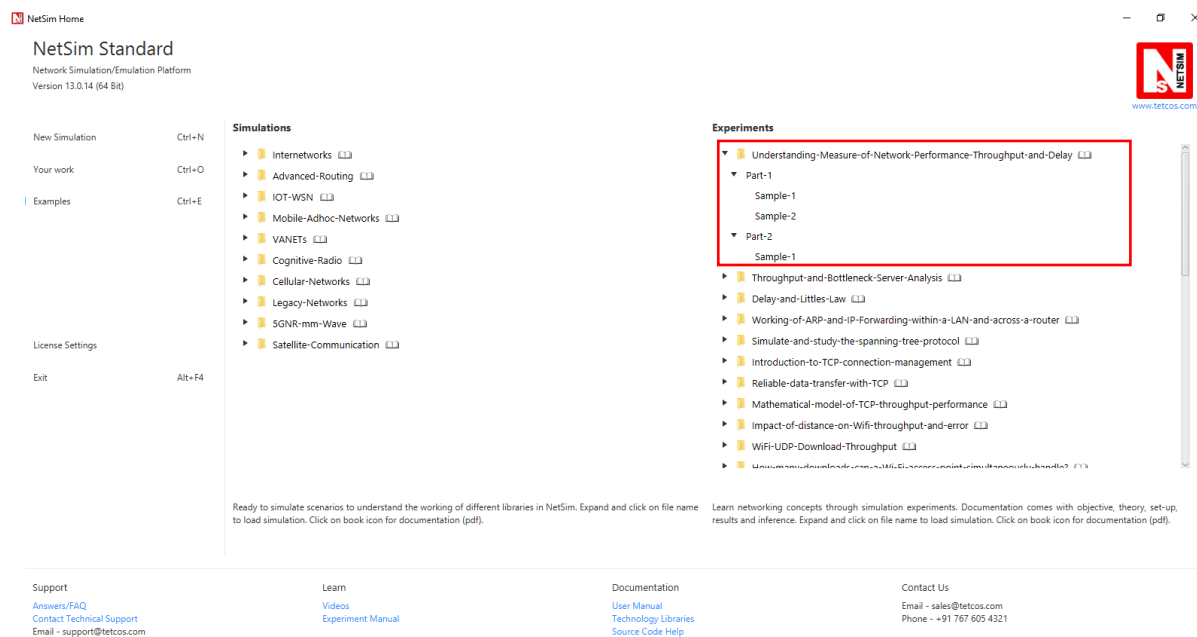 NetSim Home
NetSim Standard
Network Simulation/Emulation Platform
Version 13.0.14 (64 Bit)
NETSIM
N
S
www.tetcos.com
New Simulation Ctrl+N
Your work Ctrl+O
Examples Ctrl+E
License Settings
Exit Alt+F4
Simulations
Internetworks
Advanced-Routing
IOT-WSN
Mobile-Adhoc-Networks
VANETs
Cognitive-Radio
Cellular-Networks
Legacy-Networks
5GNR-mm-Wave
Satellite-Communication
Ready to simulate scenarios to understand the working of different libraries in NetSim. Expand and click on file name
to load simulation. Click on book icon for documentation (pdf).
Experiments
Understanding-Measure-of-Network-Performance-Throughput-and-Delay
Part-1
Sample-1
Sample-2
Part-2
Sample-1
Throughput-and-Bottleneck-Server-Analysis
Delay-and-Littles-Law
Working-of-ARP-and-IP-Forwarding-within-a-LAN-and-across-a-router
Simulate-and-study-the-spanning-tree-protocol
Introduction-to-TCP-connection-management
Reliable-data-transfer-with-TCP
Mathematical-model-of-TCP-throughput-performance
Impact-of-distance-on-Wifi-throughput-and-error
WiFi-UDP-Download-Throughput
How-many-downloads-can-a-Wi-Fi-access-point-simultaneously-handle?
Learn networking concepts through simulation experiments. Documentation comes with objective, theory, set-up,
results and inference. Expand and click on file name to load simulation. Click on book icon for documentation (pdf).
Support
Answers/FAQ
Contact Technical Support
Email - support@tetcos.com
Learn
Videos
Experiment Manual
Documentation
User Manual
Technology Libraries
Source Code Help
Contact Us
Email - sales@tetcos.com
Phone - +91 767 605 4321